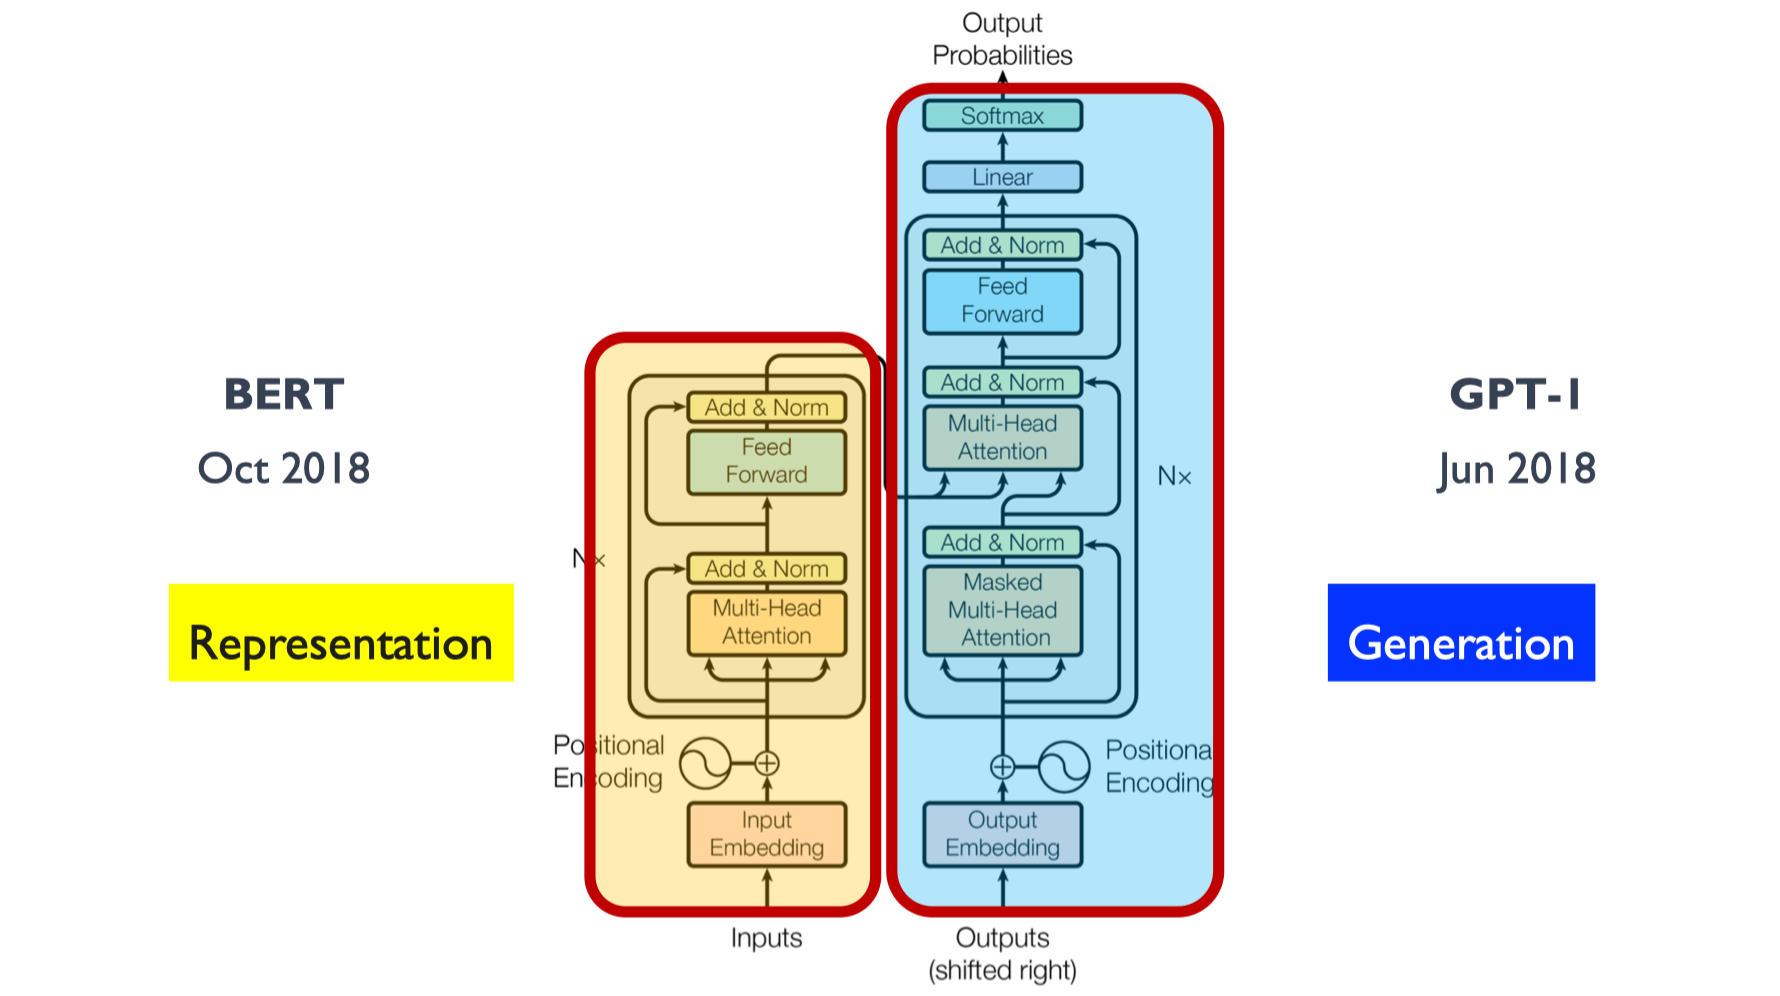 Output
Probabilities
Softmax
Linear
Add & Norm
Feed
Forward
Add & Norm
Multi-Head
Attention
Nx
Add & Norm
Masked
Multi-Head
Attention
Positional
Encoding
Output
Embedding
Outputs
(shifted right)
Add & Norm
Feed
Forward
Nx
Add & Norm
Multi-Head
Attention
Positional
Encoding
Input
Embedding
Inputs
BERT
Oct 2018
Representation
GPT-1
Jun 2018
Generation